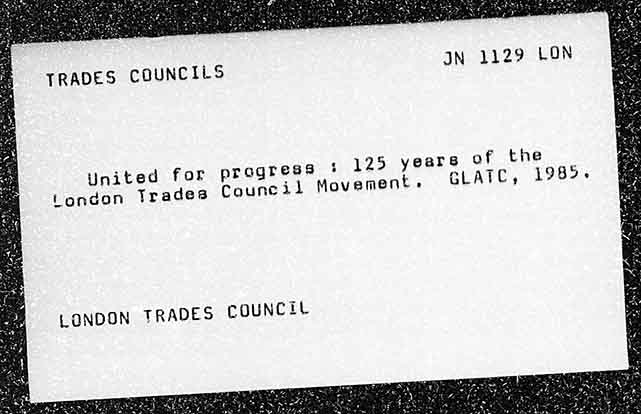 TRADES COUNCILS
JN 1129 LON
United for progress : 125 years of the
London Trades Council Movement. GLATC, 1985.
LONDON TRADES COUNCIL